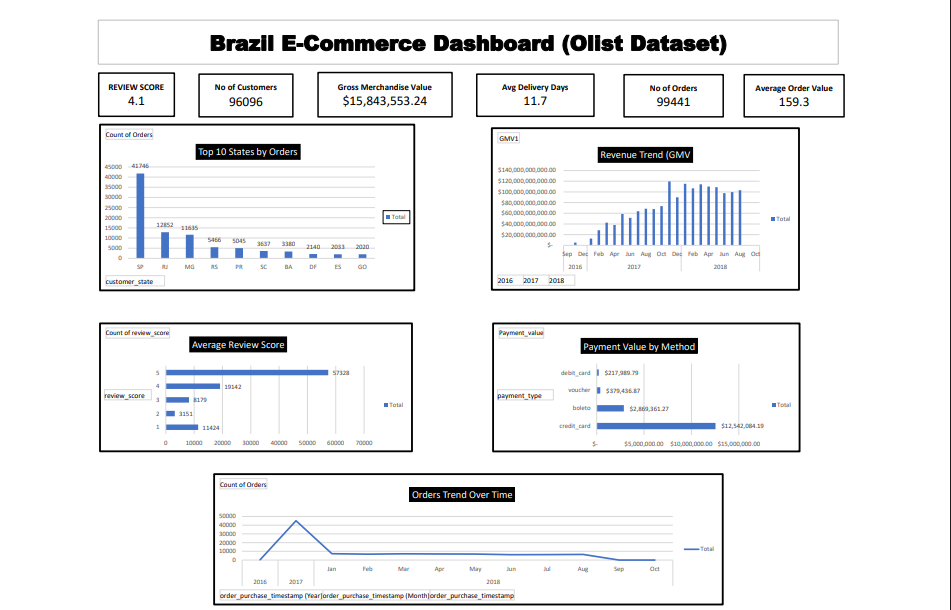 Brazil E-Commerce Dashboard (Olist Dataset)
REVIEW SCORE
4.1
No of Customers
96096
Gross Merchandise Value
$15,843,553.24
Avg Delivery Days
11.7
No of Orders
99441
Average Order Value
159.3
Count of Orders
Top 10 States by Orders
45000
40000
35000
30000
25000
20000
15000
10000
5000
0
41746
12852
11635
5466
5045
3637
3380
2140
2033
2020
SP
RJ
MG
RS
PR
SC
BA
DF
ES
GO
Total
customer_state
GMV1
Revenue Trend (GMV
$140,000,000,000.00
$120,000,000,000.00
$100,000,000,000.00
$80,000,000,000.00
$60,000,000,000.00
$40,000,000,000.00
$20,000,000,000.00
$-
Sep Dec Feb Apr Jun Aug Oct Dec Feb Apr Jun Aug Oct
2016 2017 2018
Total
2016 2017 2018
Count of review_score
Average Review Score
5
4
3
2
1
57328
19142
8179
3151
11424
review_score
Total
0 10000 20000 30000 40000 50000 60000 70000
Payment_value
Payment Value by Method
debit_card $217,989.79
voucher $379,436.87
boleto $2,869,361.27
credit_card $12,542,084.19
payment_type
Total
$- $5,000,000.00 $10,000,000.00 $15,000,000.00
Count of Orders
Orders Trend Over Time
50000
40000
30000
20000
10000
0
Jan Feb Mar Apr May Jun Jul Aug Sep Oct
2016 2017 2018
Total
order_purchase_timestamp (Year) order_purchase_timestamp (Month) order_purchase_timestamp